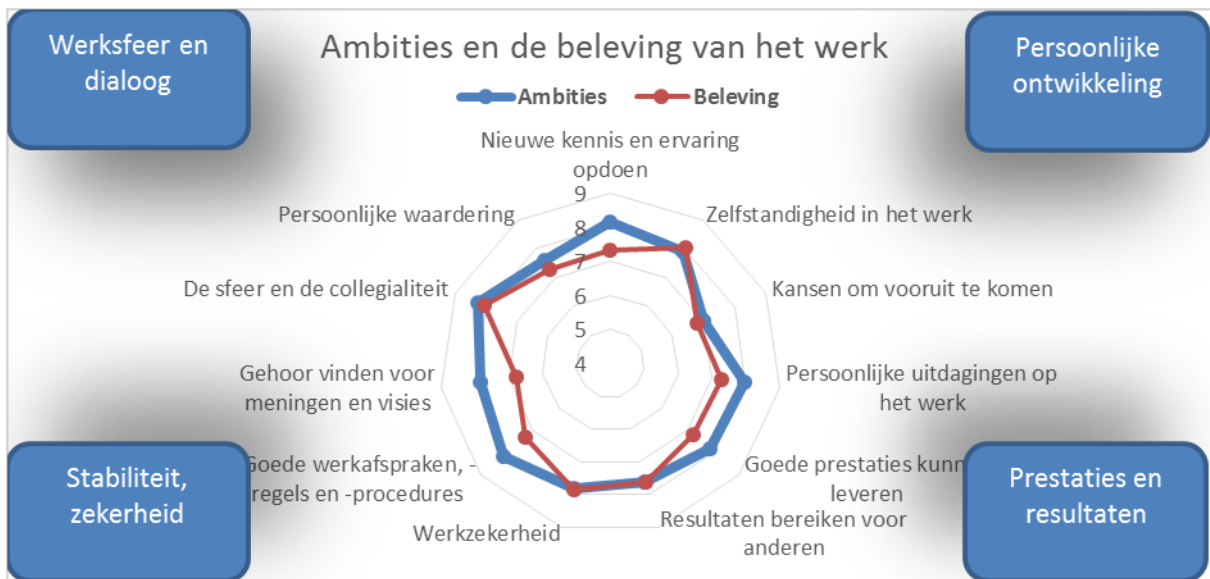 Werksfeer en
dialoog
Ambities en de beleving van het werk
Persoonlijke
ontwikkeling
Ambities
Beleving
Nieuwe kennis en ervaring
opdoen
Zelfstandigheid in het werk
Kansen om vooruit te komen
Persoonlijke uitdagingen op
het werk
Goede prestaties kunn
leveren
Resultaten bereiken voor
anderen
Werkzekerheid
Goede werkafspraken, -
regels en -procedures
Gehoor vinden voor
meningen en visies
De sfeer en de collegialiteit
Persoonlijke waardering
9
8
7
6
5
4
Stabiliteit,
zekerheid
Prestaties en
resultaten